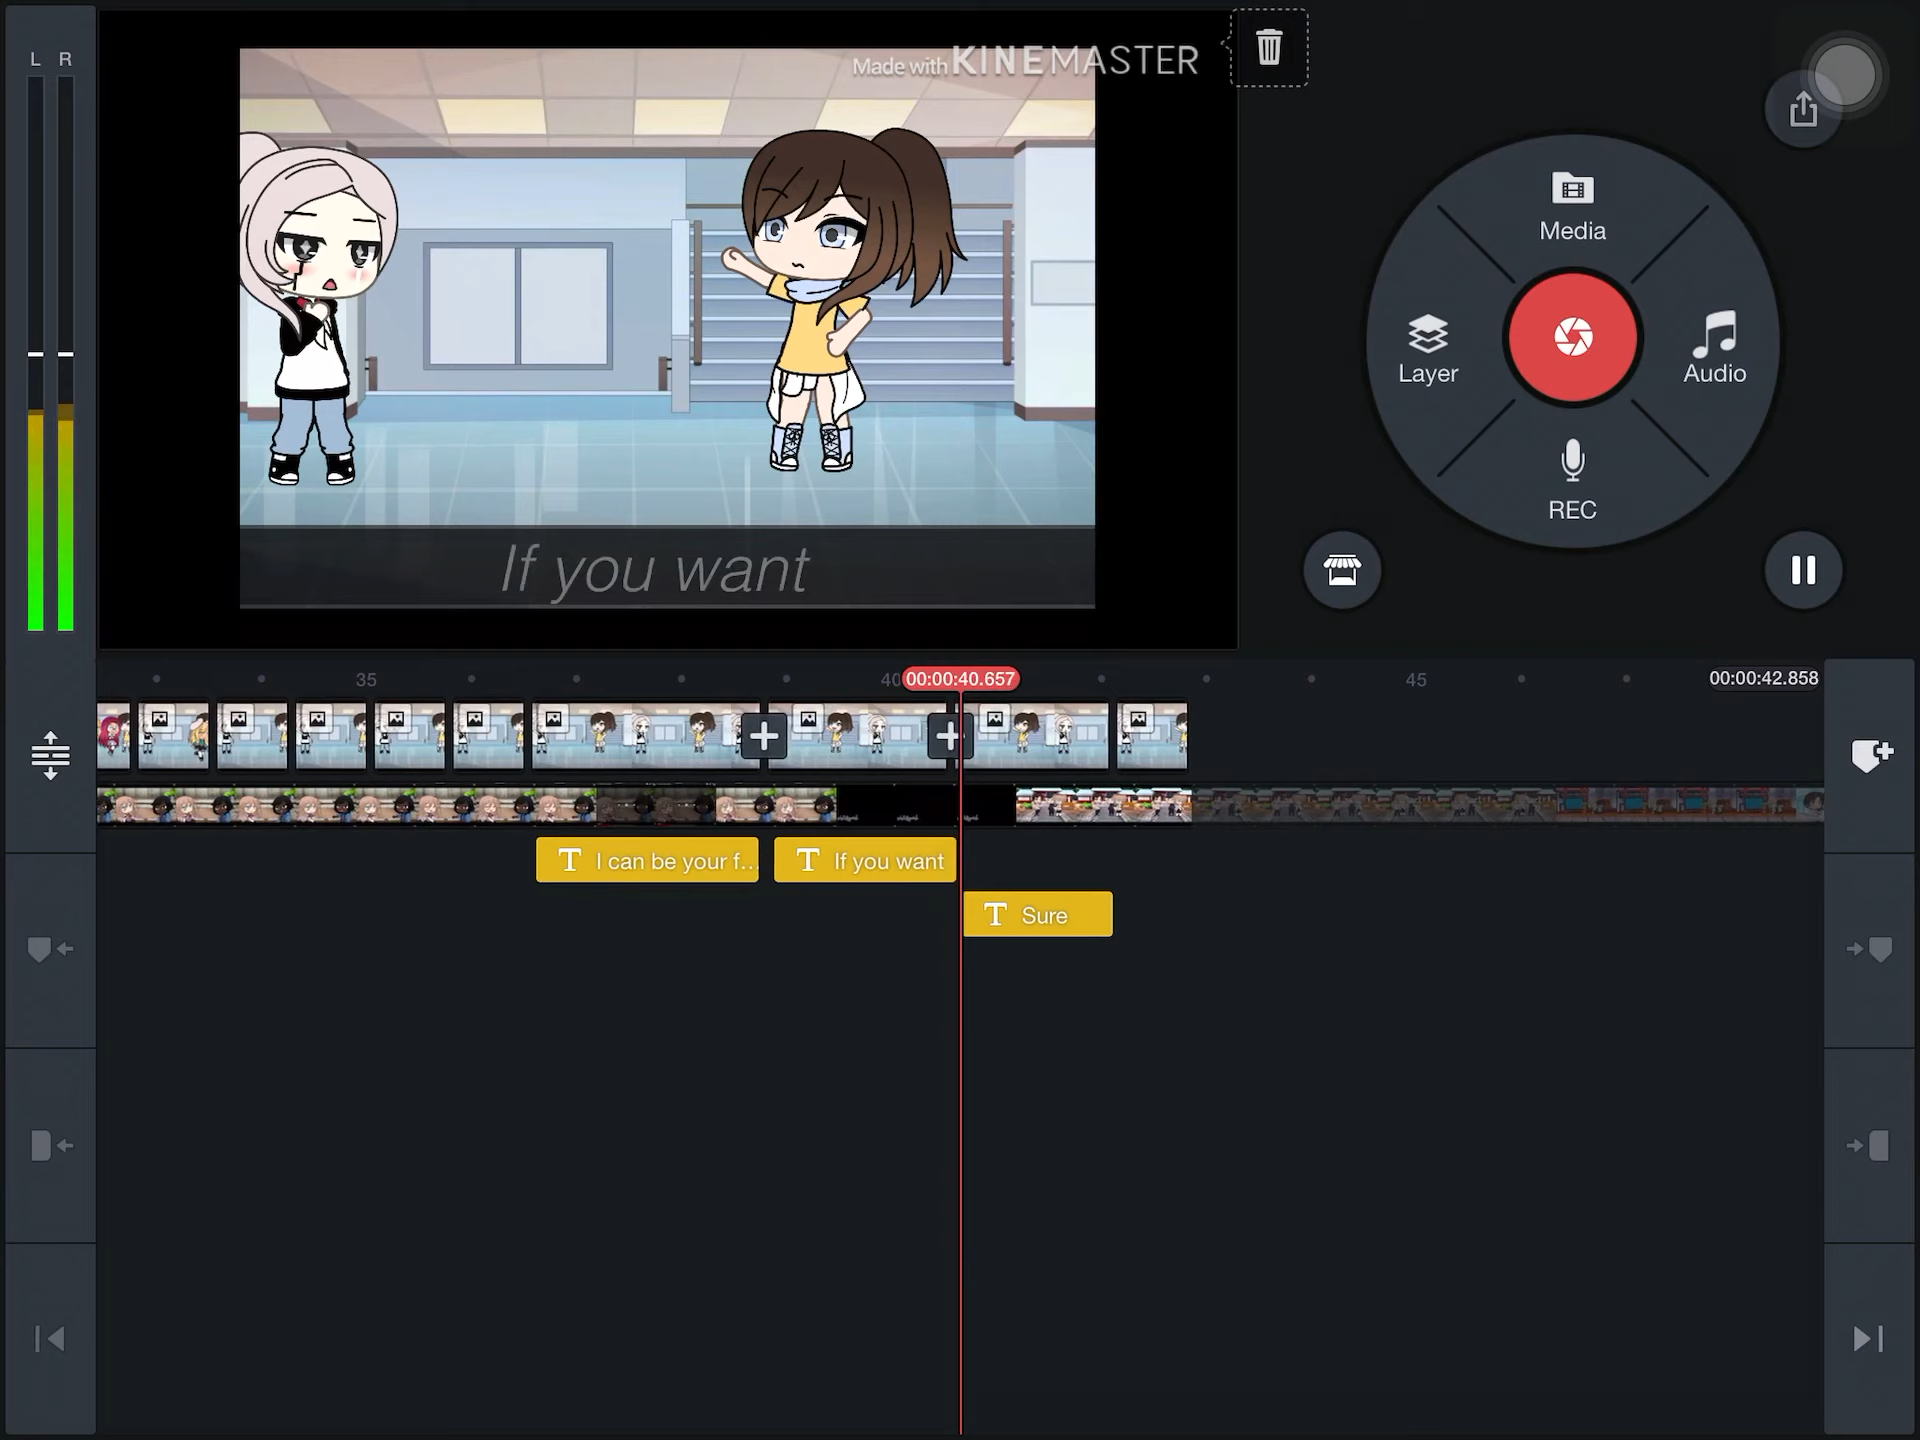 L R
Made with KINEMASTER
Media
Layer
Audio
REC
If you want
35
40
00:00:40.657
45
00:00:42.858
T I can be your f...
T If you want
T Sure